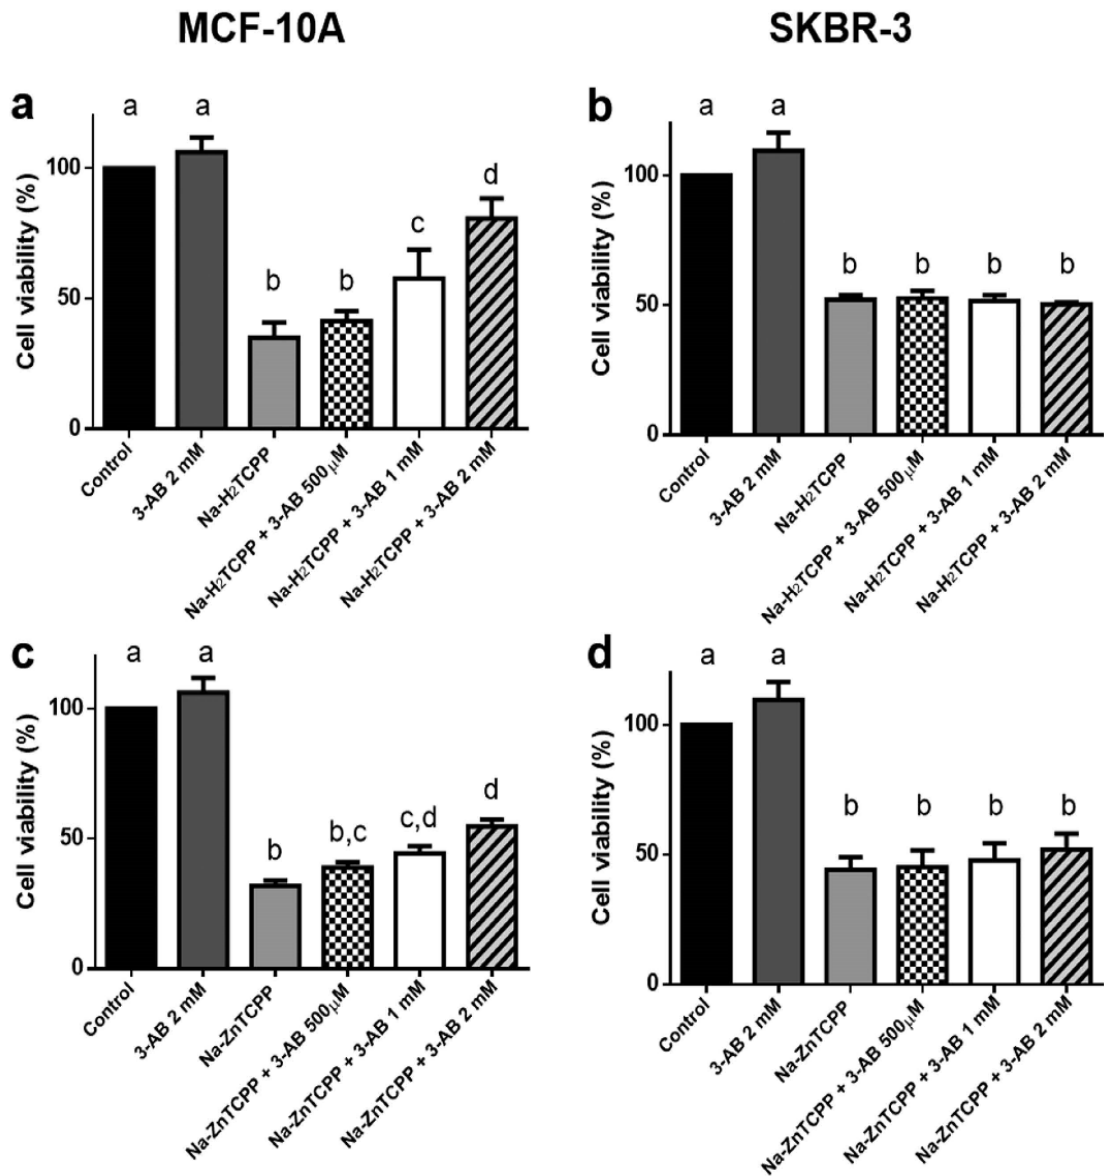 MCF-10A
SKBR-3
a
a a
b b
c
d
Cell viability (%)
100
50
0
Control
3-AB 2 mM
Na-H₂TCPP
Na-H₂TCPP + 3-AB 500μM
Na-H₂TCPP + 3-AB 1 mM
Na-H₂TCPP + 3-AB 2 mM
b
a a
b b b b
Cell viability (%)
100
50
0
Control
3-AB 2 mM
Na-H₂TCPP
Na-H₂TCPP + 3-AB 500μM
Na-H₂TCPP + 3-AB 1 mM
Na-H₂TCPP + 3-AB 2 mM
c
a a
b
b,c
c,d
d
Cell viability (%)
100
50
0
Control
3-AB 2 mM
Na-ZnTCPP
Na-ZnTCPP + 3-AB 500μM
Na-ZnTCPP + 3-AB 1 mM
Na-ZnTCPP + 3-AB 2 mM
d
a a
b b b b
Cell viability (%)
100
50
0
Control
3-AB 2 mM
Na-ZnTCPP
Na-ZnTCPP + 3-AB 500μM
Na-ZnTCPP + 3-AB 1 mM
Na-ZnTCPP + 3-AB 2 mM